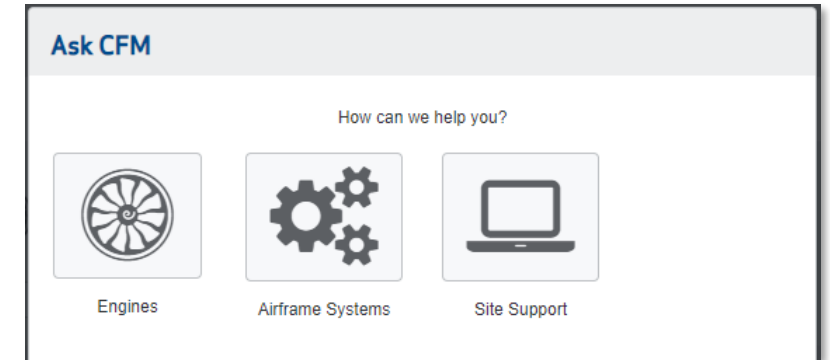 Ask CFM
How can we help you?
Engines
Airframe Systems
Site Support